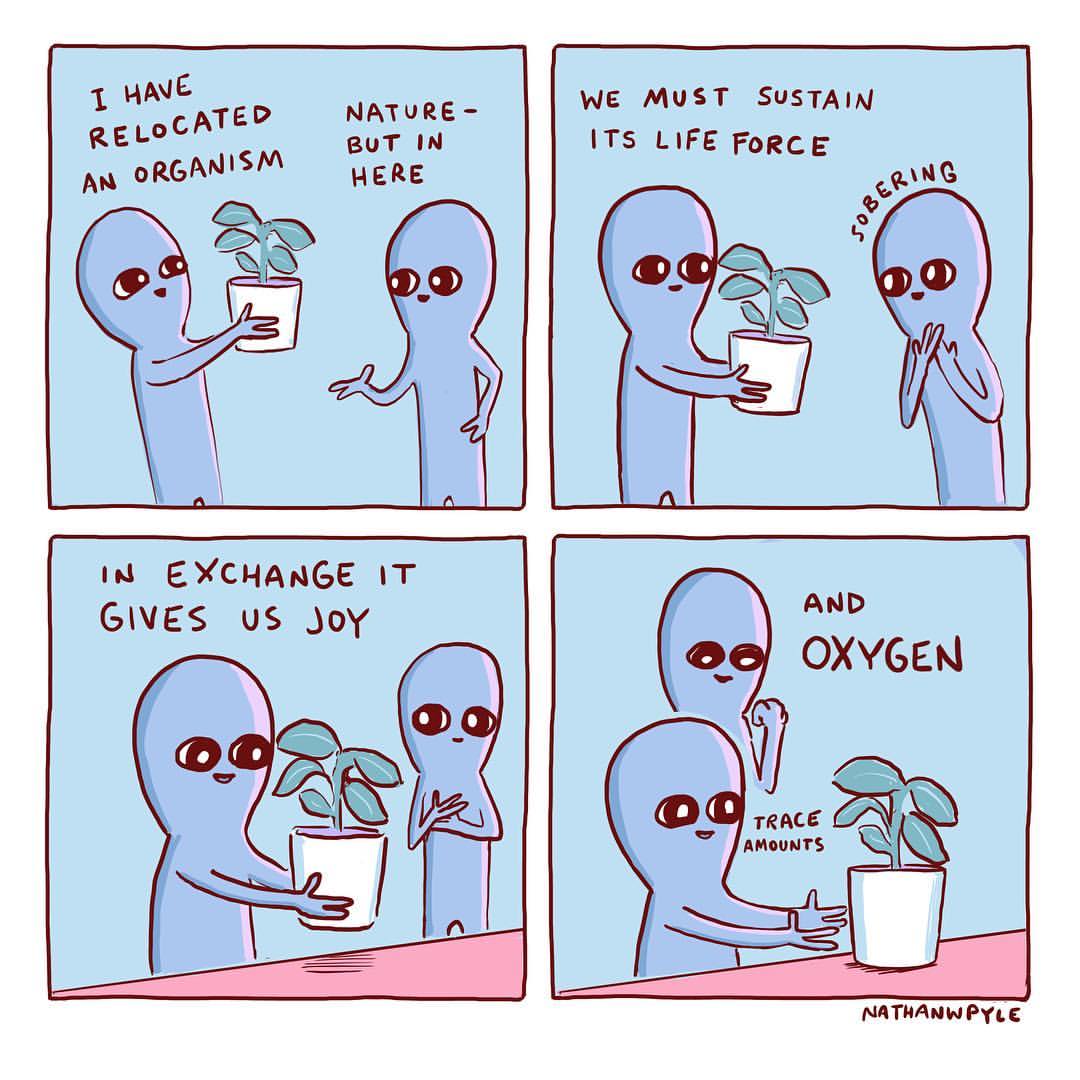 I HAVE
RELOCATED
AN ORGANISM
NATURE-
BUT IN
HERE
WE MUST SUSTAIN
ITS LIFE FORCE
SOBERING
IN EXCHANGE IT
GIVES US JOY
AND
OXYGEN
TRACE
AMOUNTS
NATHANWPYLE